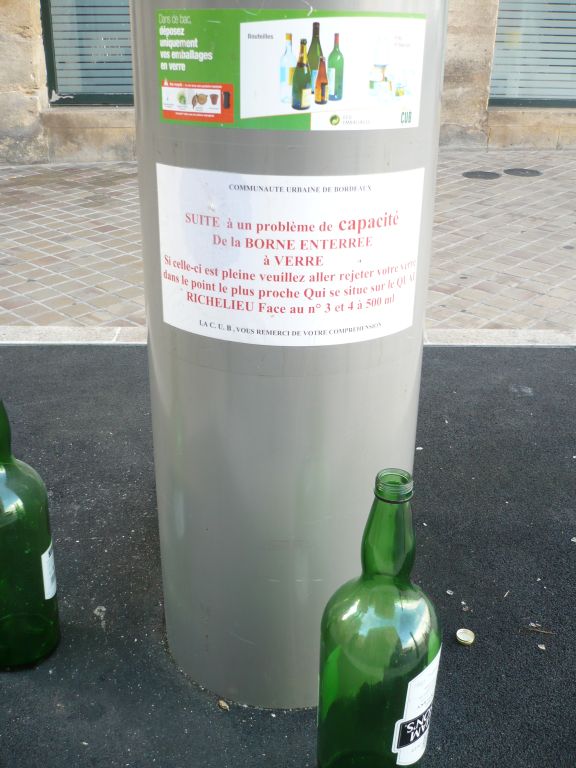 Dans ce bac,
déposez
uniquement
vos emballages
en verre
Bouteilles
CUB
COMMUNAUTE URBAINE DE BORDEAUX
SUITE à un problème de capacité
De la BORNE ENTERREE
à VERRE
Si celle-ci est pleine veuillez aller rejeter votre verre
dans le point le plus proche Qui se situe sur le QUAI
RICHELIEU Face au n° 3 et 4 à 500 ml
LA C. U. B , VOUS REMERCI DE VOTRE COMPREHENSION